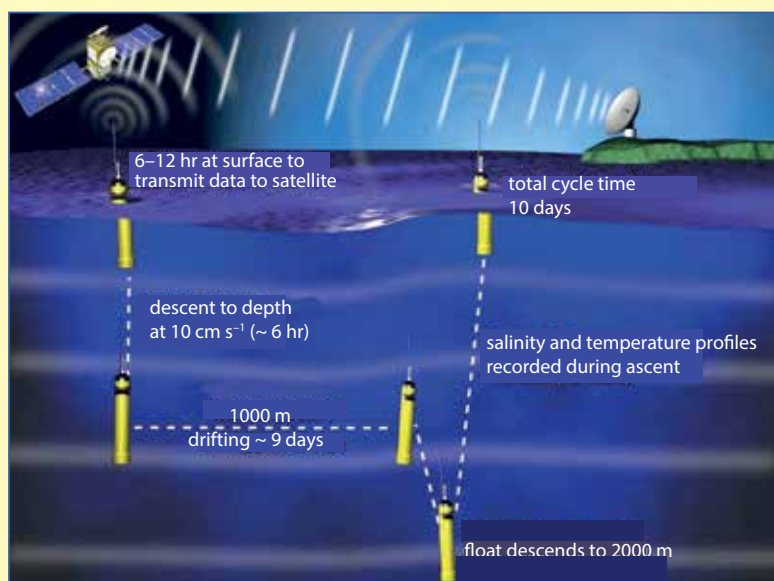 6–12 hr at surface to
transmit data to satellite
total cycle time
10 days
descent to depth
at 10 cm s⁻¹ (~ 6 hr)
salinity and temperature profiles
recorded during ascent
1000 m
drifting ~ 9 days
float descends to 2000 m